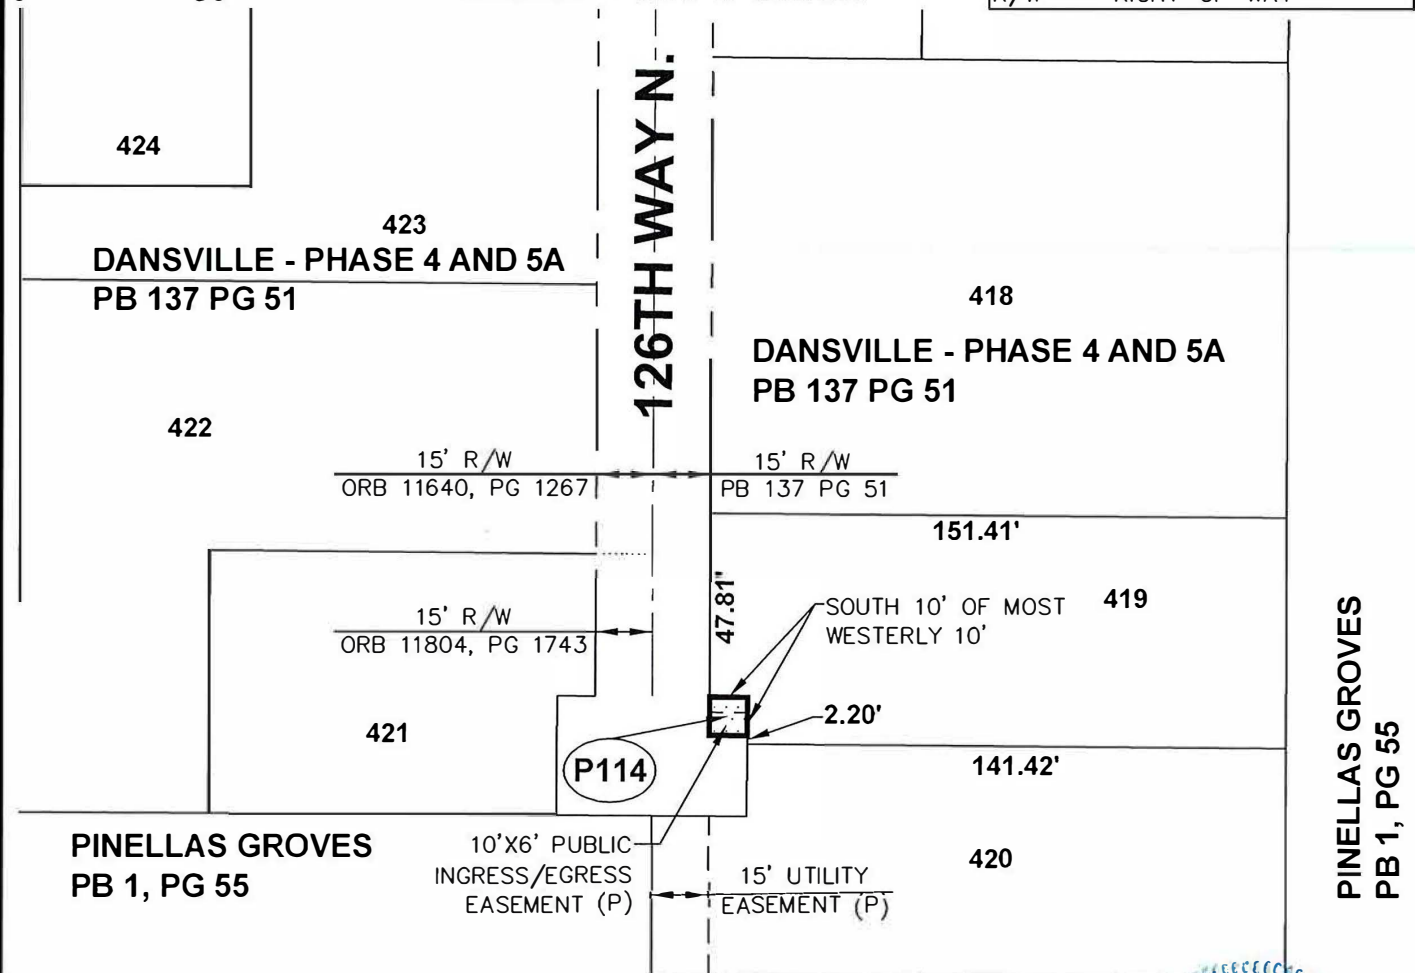 424
423
DANSVILLE - PHASE 4 AND 5A
PB 137 PG 51
126TH WAY N.
418
DANSVILLE - PHASE 4 AND 5A
PB 137 PG 51
422
15' R/W
ORB 11640, PG 1267
15' R/W
PB 137 PG 51
151.41'
47.81"
SOUTH 10' OF MOST
WESTERLY 10'
419
15' R/W
ORB 11804, PG 1743
421
2.20'
P114
141.42'
PINELLAS GROVES
PB 1, PG 55
10'X6' PUBLIC
INGRESS/EGRESS
EASEMENT (P)
15' UTILITY
EASEMENT (P)
420
PINELLAS GROVES
PB 1, PG 55